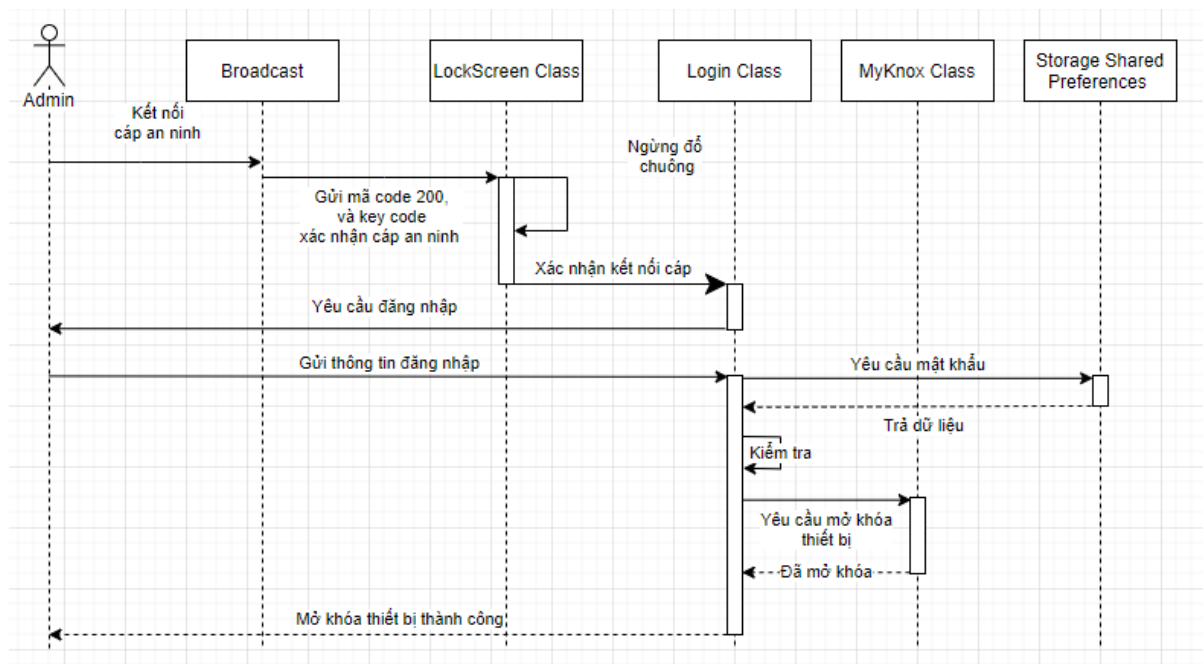 Admin
Broadcast
LockScreen Class
Login Class
MyKnox Class
Storage Shared
Preferences
Kết nối
cáp an ninh
Ngừng đổ
chuông
Gửi mã code 200,
và key code
xác nhận cáp an ninh
Xác nhận kết nối cáp
Yêu cầu đăng nhập
Gửi thông tin đăng nhập
Yêu cầu mật khẩu
Trả dữ liệu
Kiểm tra
Yêu cầu mở khóa
thiết bị
Đã mở khóa
Mở khóa thiết bị thành công